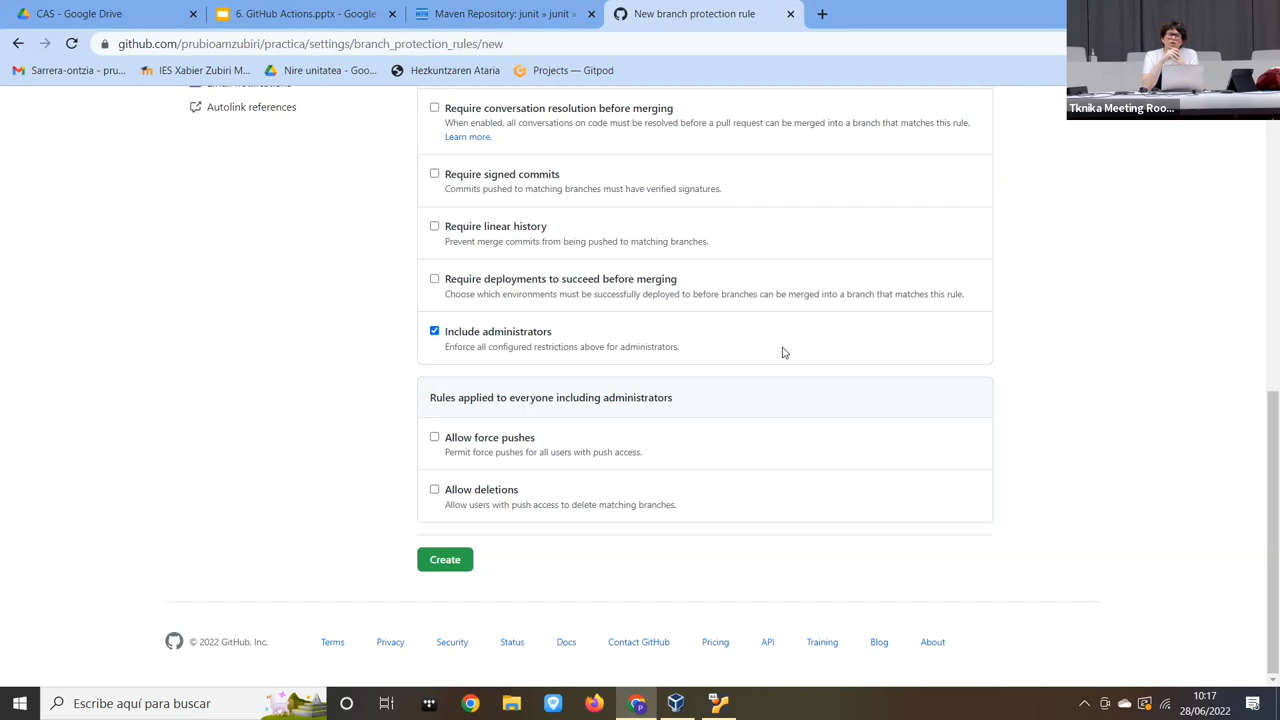 CAS - Google Drive
6. GitHub Actions.pptx - Google
Repository - tutorial
New branch protection rule
github.com/prubioamzubiri/practica/settings/branch_protection_rules/new
Sarrera-ontzia - pru...
IES Xabier Zubiri M...
Nire unitatea - Goo...
Hezkuntzaren Ataria
Projects — Gitpod
Tknika Meeting Roo...
Autolink references
Require conversation resolution before merging
When enabled, all conversations on code must be resolved before a pull request can be merged into a branch that matches this rule.
Learn more.
Require signed commits
Commits pushed to matching branches must have verified signatures.
Require linear history
Prevent merge commits from being pushed to matching branches.
Require deployments to succeed before merging
Choose which environments must be successfully deployed to before branches can be merged into a branch that matches this rule.
Include administrators
Enforce all configured restrictions above for administrators.
Rules applied to everyone including administrators
Allow force pushes
Permit force pushes for all users with push access.
Allow deletions
Allow users with push access to delete matching branches.
Create
© 2022 GitHub, Inc.
Terms
Privacy
Security
Status
Docs
Contact GitHub
Pricing
API
Training
Blog
About
Escribe aquí para buscar
10:17
28/06/2022